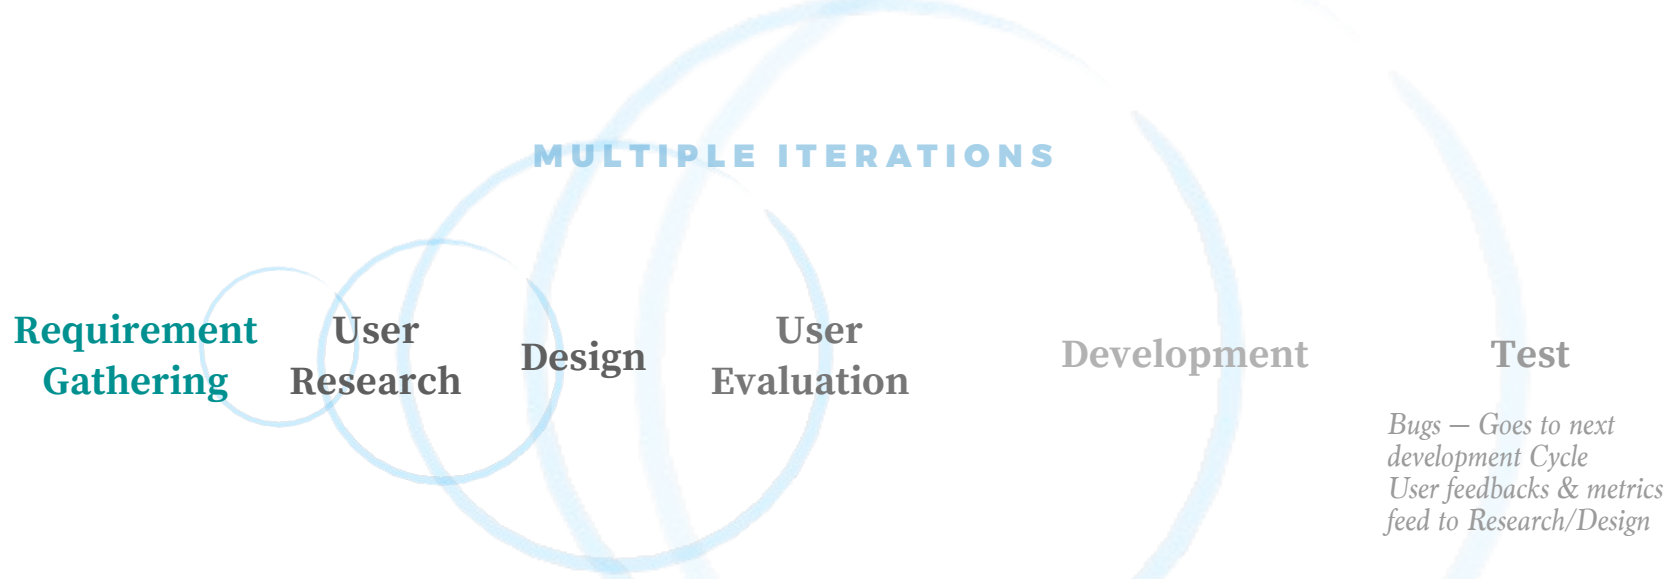 MULTIPLE ITERATIONS
Requirement
Gathering
User
Research
Design
User
Evaluation
Development
Test
Bugs — Goes to next
development Cycle
User feedbacks & metrics
feed to Research/Design